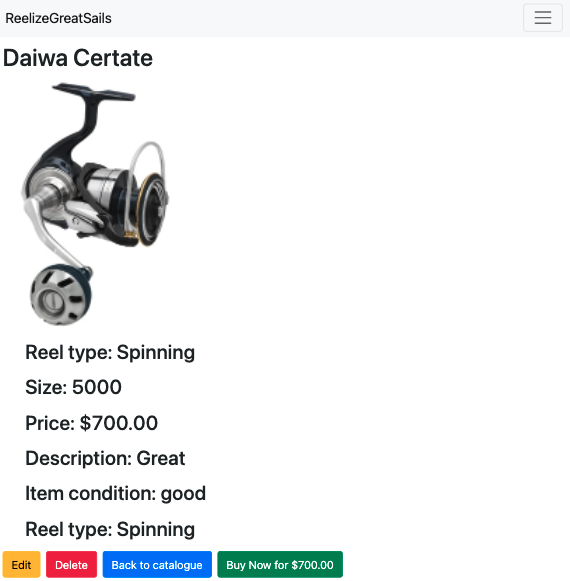 ReelizeGreatSails
Daiwa Certate
Reel type: Spinning
Size: 5000
Price: $700.00
Description: Great
Item condition: good
Reel type: Spinning
Edit Delete Back to catalogue Buy Now for $700.00